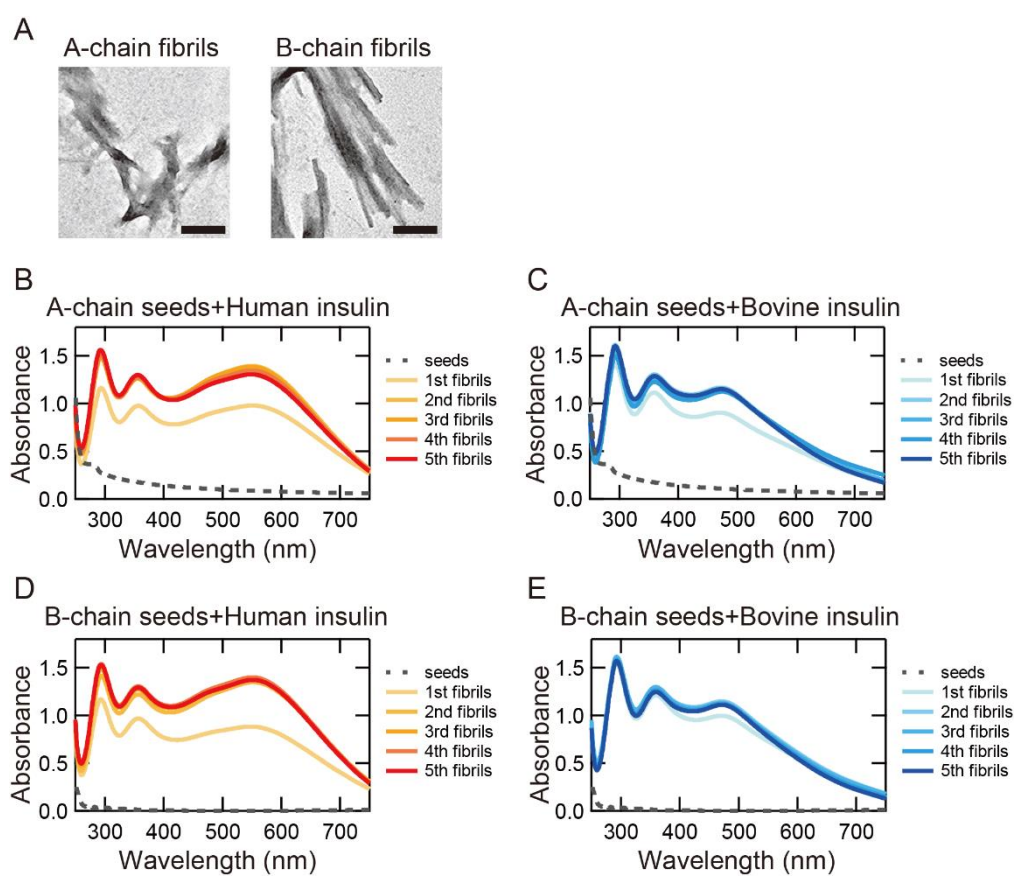 A
A-chain fibrils
B-chain fibrils
B
A-chain seeds+Human insulin
Absorbance
1.5
1.0
0.5
0.0
300 400 500 600 700
Wavelength (nm)
seeds
1st fibrils
2nd fibrils
3rd fibrils
4th fibrils
5th fibrils
C
A-chain seeds+Bovine insulin
Absorbance
1.5
1.0
0.5
0.0
300 400 500 600 700
Wavelength (nm)
seeds
1st fibrils
2nd fibrils
3rd fibrils
4th fibrils
5th fibrils
D
B-chain seeds+Human insulin
Absorbance
1.5
1.0
0.5
0.0
300 400 500 600 700
Wavelength (nm)
seeds
1st fibrils
2nd fibrils
3rd fibrils
4th fibrils
5th fibrils
E
B-chain seeds+Bovine insulin
Absorbance
1.5
1.0
0.5
0.0
300 400 500 600 700
Wavelength (nm)
seeds
1st fibrils
2nd fibrils
3rd fibrils
4th fibrils
5th fibrils